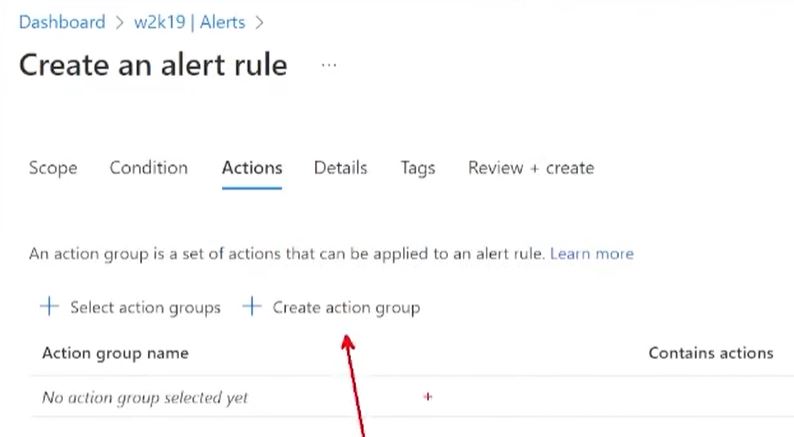 Dashboard > w2k19 | Alerts >
Create an alert rule ...
Scope Condition Actions Details Tags Review + create
An action group is a set of actions that can be applied to an alert rule. Learn more
+ Select action groups + Create action group
Action group name Contains actions
No action group selected yet